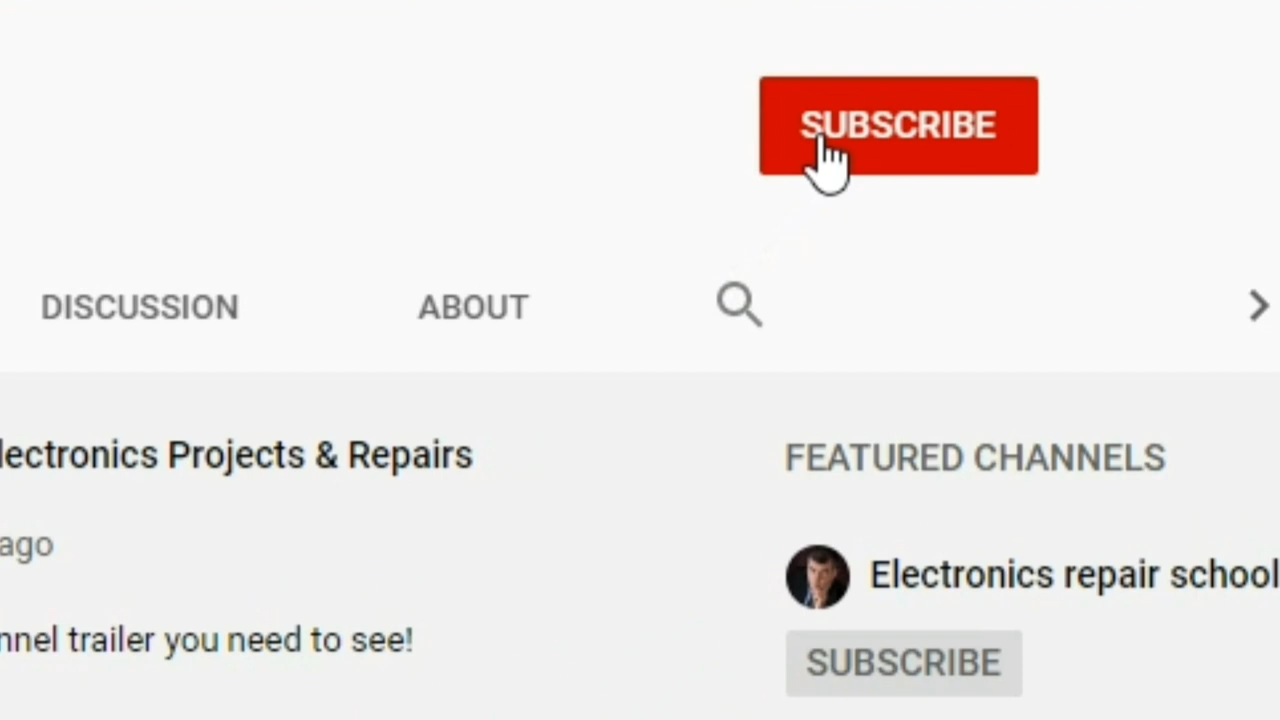 SUBSCRIBE
DISCUSSION ABOUT
lectronics Projects & Repairs
FEATURED CHANNELS
ago
Electronics repair school
nnel trailer you need to see!
SUBSCRIBE